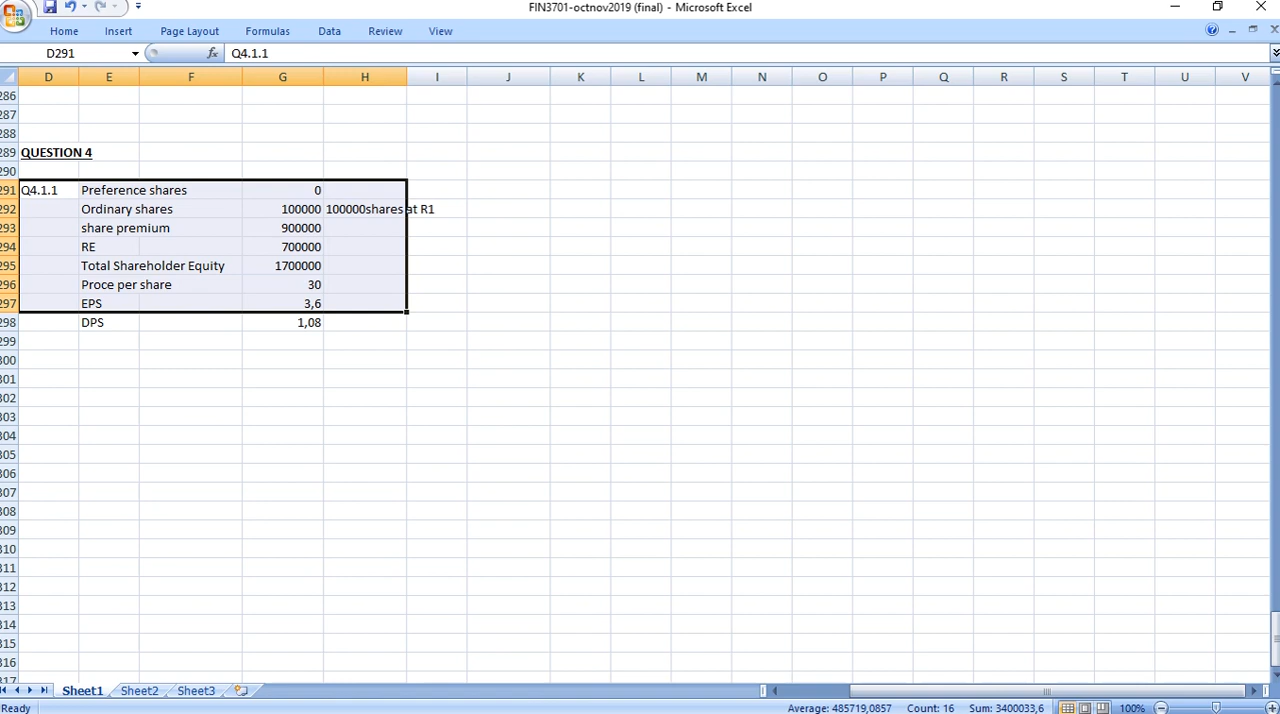 FIN3701-octnov2019 (final) - Microsoft Excel
Home Insert Page Layout Formulas Data Review View
D291 fx Q4.1.1
D E F G H I J K L M N O P Q R S T U V
286
287
288
289 QUESTION 4
290
291 Q4.1.1 Preference shares 0
292 Ordinary shares 100000 100000shares at R1
293 share premium 900000
294 RE 700000
295 Total Shareholder Equity 1700000
296 Proce per share 30
297 EPS 3,6
298 DPS 1,08
299
300
301
302
303
304
305
306
307
308
309
310
311
312
313
314
315
316
317
Sheet1 Sheet2 Sheet3
Ready Average: 485719,0857 Count: 16 Sum: 3400033,6 100%